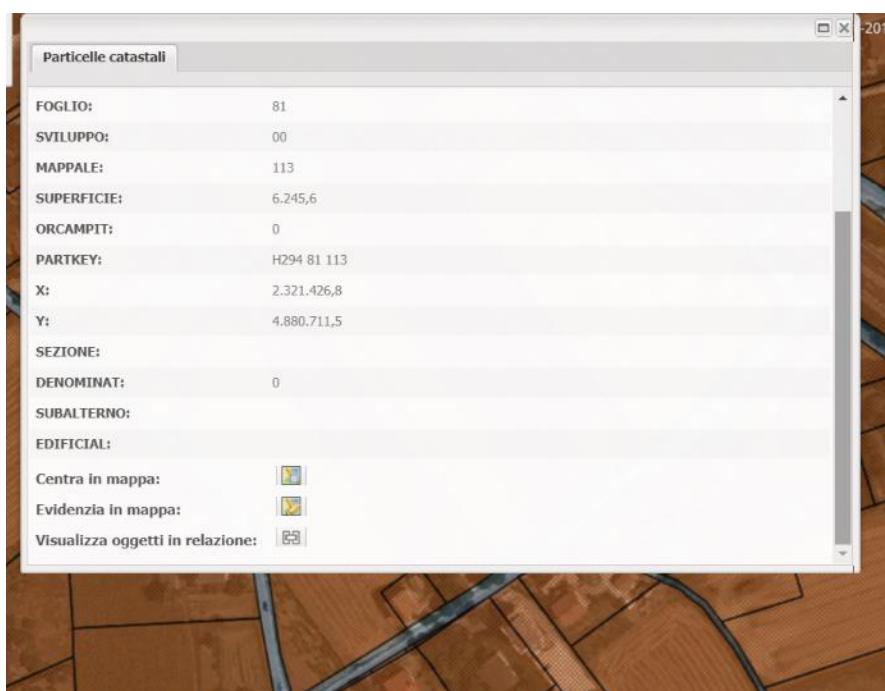 -201
Particelle catastali
FOGLIO: 81
SVILUPPO: 00
MAPPALE: 113
SUPERFICIE: 6.245,6
ORCAMPIT: 0
PARTKEY: H294 81 113
X: 2.321.426,8
Y: 4.880.711,5
SEZIONE:
DENOMINAT: 0
SUBALTERNO:
EDIFICIAL:
Centra in mappa:
Evidenzia in mappa:
Visualizza oggetti in relazione: